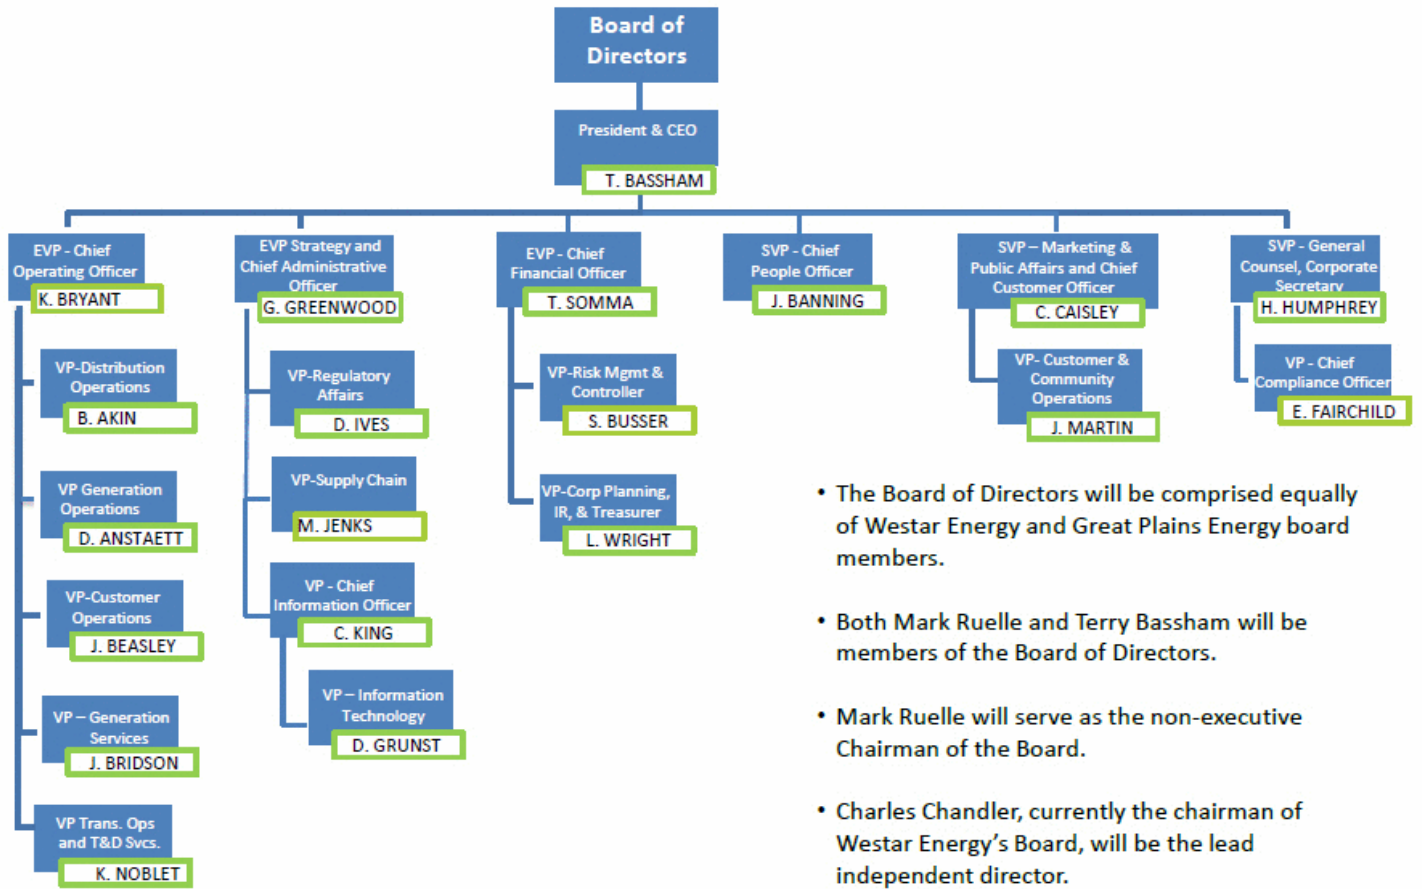 Board of
Directors
President & CEO
T. BASSHAM
EVP - Chief
Operating Officer
K. BRYANT
VP-Distribution
Operations
B. AKIN
VP Generation
Operations
D. ANSTAETT
VP-Customer
Operations
J. BEASLEY
VP – Generation
Services
J. BRIDSON
VP Trans. Ops
and T&D Svcs.
K. NOBLET
EVP Strategy and
Chief Administrative
Officer
G. GREENWOOD
VP-Regulatory
Affairs
D. IVES
VP-Supply Chain
M. JENKS
VP - Chief
Information Officer
C. KING
VP – Information
Technology
D. GRUNST
EVP - Chief
Financial Officer
T. SOMMA
VP-Risk Mgmt &
Controller
S. BUSSER
VP-Corp Planning,
IR, & Treasurer
L. WRIGHT
SVP - Chief
People Officer
J. BANNING
SVP – Marketing &
Public Affairs and Chief
Customer Officer
C. CAISLEY
VP- Customer &
Community
Operations
J. MARTIN
SVP - General
Counsel, Corporate
Secretary
H. HUMPHREY
VP - Chief
Compliance Officer
E. FAIRCHILD
• The Board of Directors will be comprised equally
of Westar Energy and Great Plains Energy board
members.
• Both Mark Ruelle and Terry Bassham will be
members of the Board of Directors.
• Mark Ruelle will serve as the non-executive
Chairman of the Board.
• Charles Chandler, currently the chairman of
Westar Energy's Board, will be the lead
independent director.